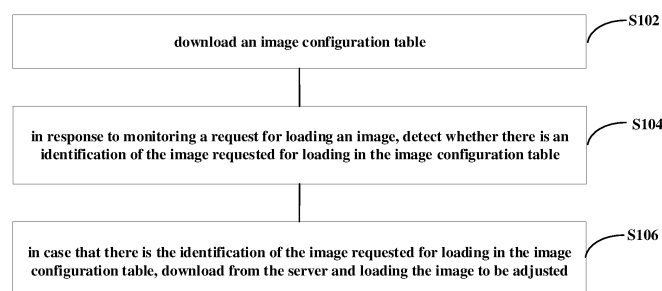 S102
download an image configuration table
S104
in response to monitoring a request for loading an image, detect whether there is an
identification of the image requested for loading in the image configuration table
S106
in case that there is the identification of the image requested for loading in the image
configuration table, download from the server and loading the image to be adjusted